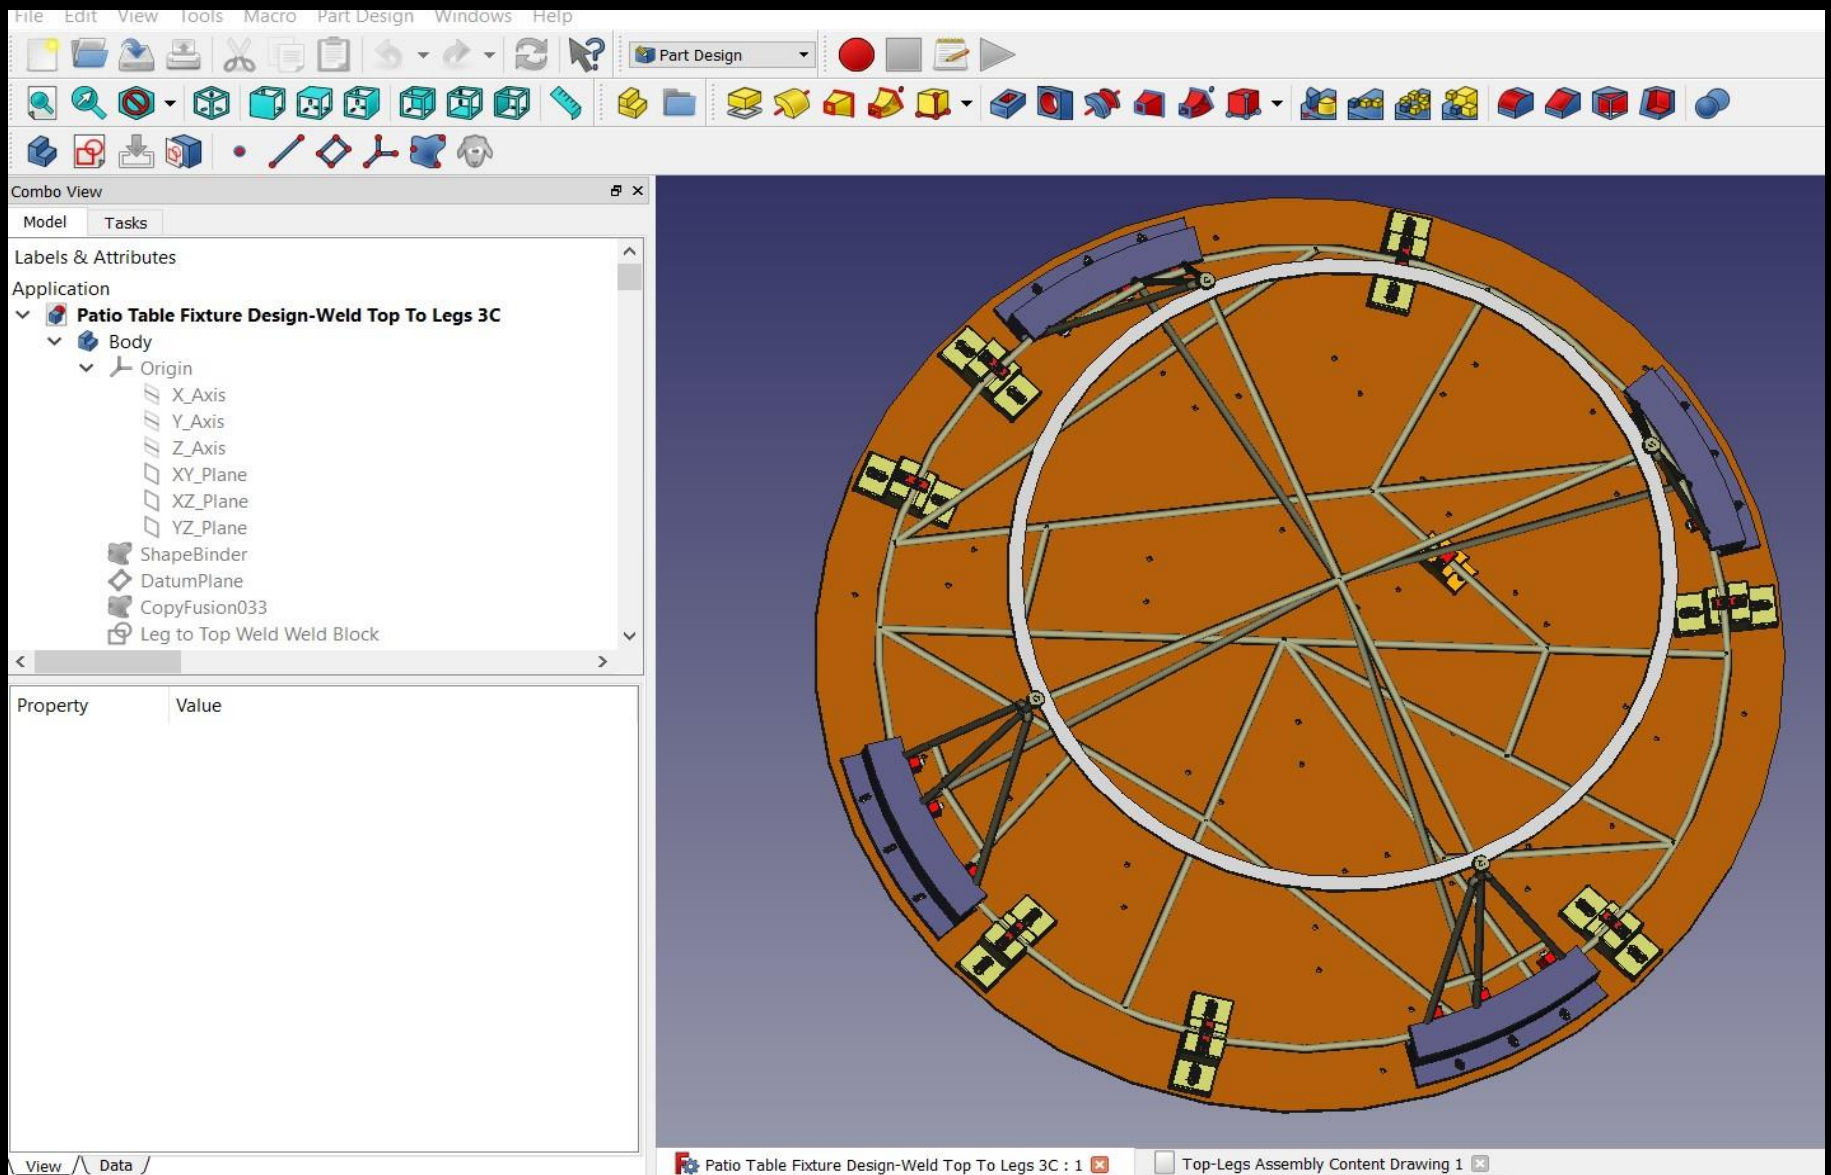 File Edit View Tools Macro Part Design Windows Help
Part Design
Combo View
Model Tasks
Labels & Attributes
Application
Patio Table Fixture Design-Weld Top To Legs 3C
Body
Origin
X_Axis
Y_Axis
Z_Axis
XY_Plane
XZ_Plane
YZ_Plane
ShapeBinder
DatumPlane
CopyFusion033
Leg to Top Weld Weld Block
Property Value
View Data
Patio Table Fixture Design-Weld Top To Legs 3C : 1
Top-Legs Assembly Content Drawing 1